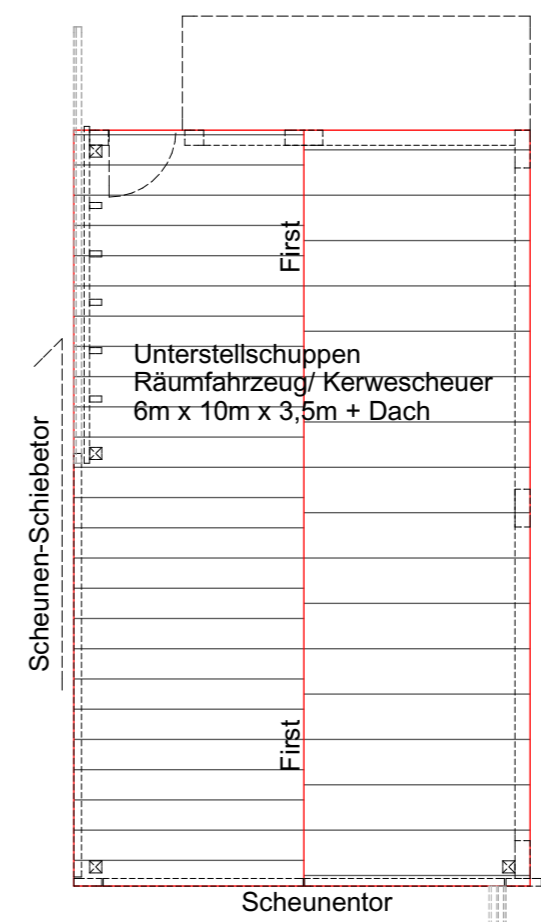 First
Unterstellschuppen
Räumfahrzeug/ Kerwescheuer
6m x 10m x 3,5m + Dach
Scheunen-Schiebetor
First
Scheunentor